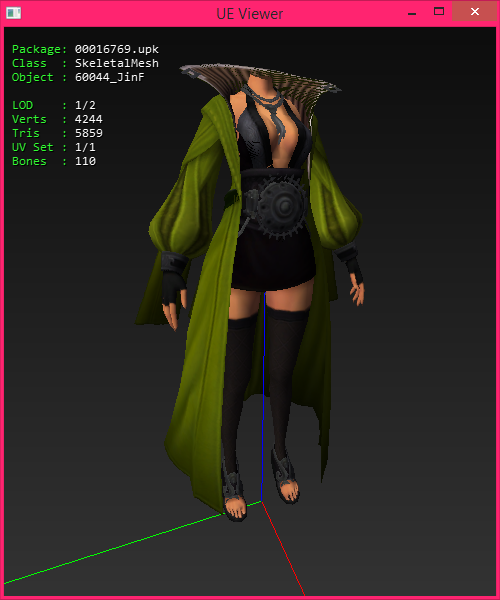 UE Viewer
Package: 00016769.upk
Class  : SkeletalMesh
Object : 60044_JinF
LOD    : 1/2
Verts  : 4244
Tris   : 5859
UV Set : 1/1
Bones  : 110